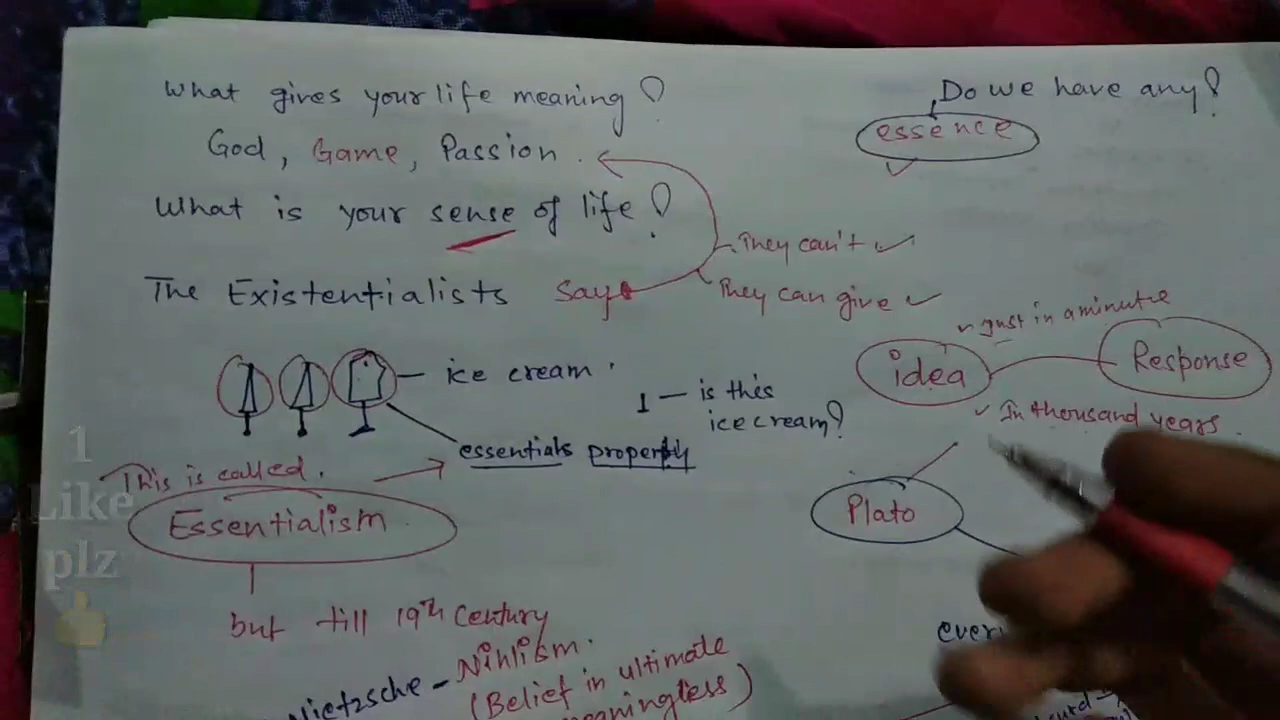 What gives your life meaning?
God, Game, Passion.
What is your sense of life?
The Existentialists say
They can't
They can give
Do we have any?
essence
ice cream.
1 — is this
icecream?
essentials property
This is called.
Essentialism
but till 19th Century
Nietzsche - Nihlism.
(Belief in ultimate
meaningless)
just in a minute
idea
Response
In thousand years.
Plato
1
Like
plz